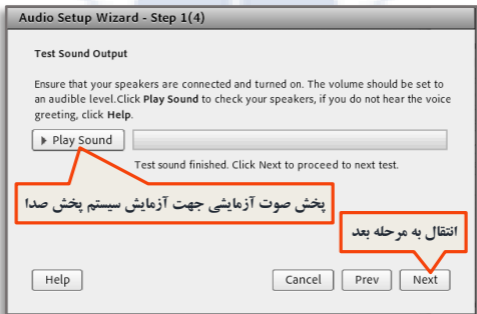 Audio Setup Wizard - Step 1(4)
Test Sound Output
Ensure that your speakers are connected and turned on. The volume should be set to
an audible level.Click Play Sound to check your speakers, if you do not hear the voice
greeting, click Help.
Play Sound
Test sound finished. Click Next to proceed to next test.
پخش صوت آزمایشی جهت آزمایش سیستم پخش صدا
انتقال به مرحله بعد
Help
Cancel
Prev
Next